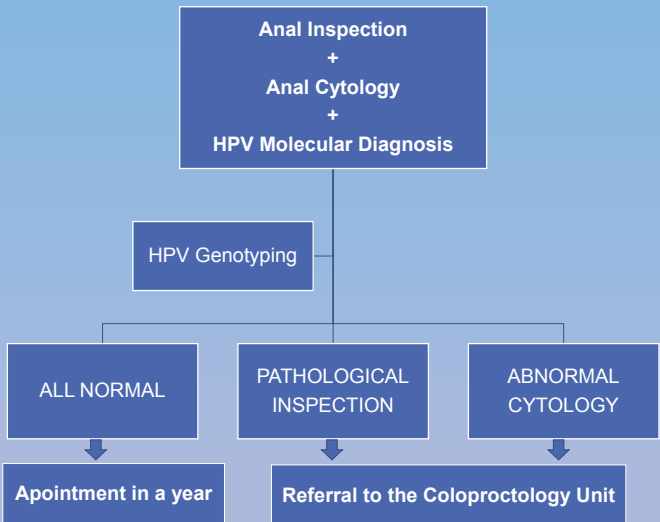 Anal Inspection
+
Anal Cytology
+
HPV Molecular Diagnosis
HPV Genotyping
ALL NORMAL
PATHOLOGICAL
INSPECTION
ABNORMAL
CYTOLOGY
Apointment in a year
Referral to the Coloproctology Unit